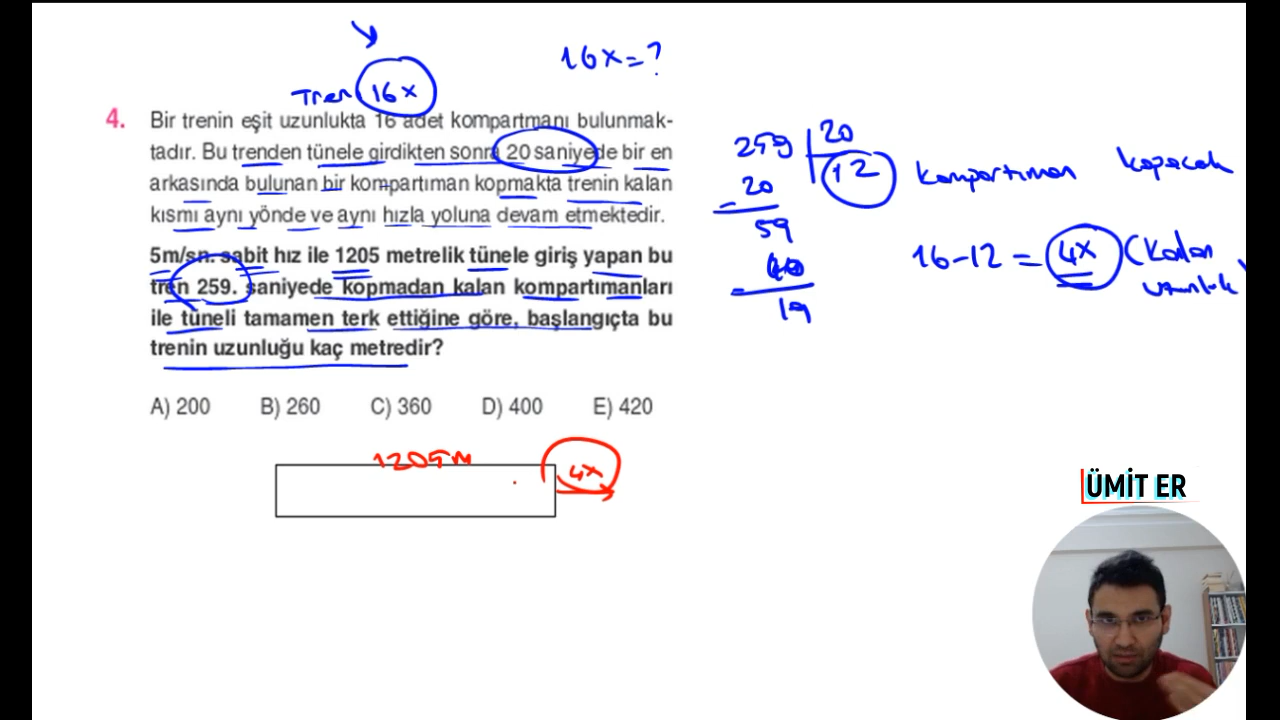 16x=?
Tren 16x
4. Bir trenin eşit uzunlukta 16 adet kompartmanı bulunmak-
tadır. Bu trenden tünele girdikten sonra 20 saniyede bir en
arkasında bulunan bir kompartıman kopmakta trenin kalan
kısmı aynı yönde ve aynı hızla yoluna devam etmektedir.
5m/sn. sabit hız ile 1205 metrelik tünele giriş yapan bu
tren 259. saniyede kopmadan kalan kompartımanları
ile tüneli tamamen terk ettiğine göre, başlangıçta bu
trenin uzunluğu kaç metredir?
A) 200 B) 260 C) 360 D) 400 E) 420
1205m
4x
259 20
20 12 kompartıman kopacak
59
40
19
16-12 = 4x (Kalan
uzunluk)
ÜMİT ER